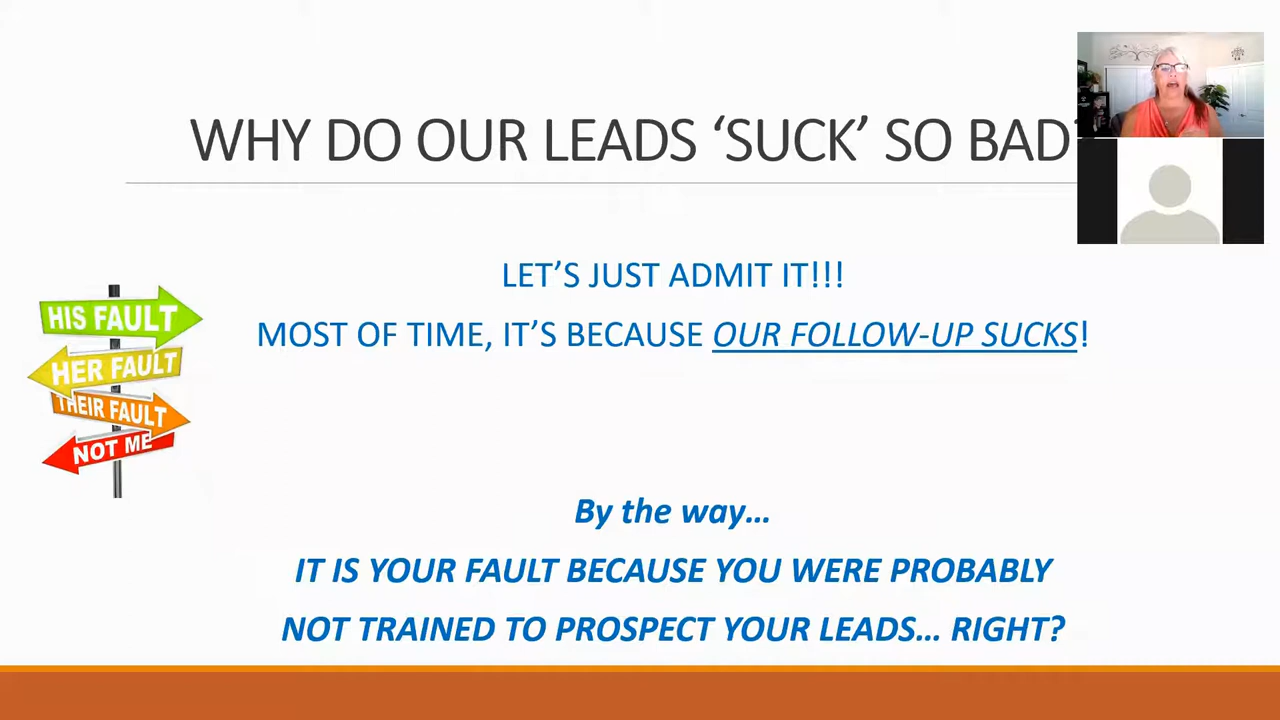 WHY DO OUR LEADS ‘SUCK’ SO BAD?
LET’S JUST ADMIT IT!!!
MOST OF TIME, IT’S BECAUSE OUR FOLLOW-UP SUCKS!
HIS FAULT
HER FAULT
THEIR FAULT
NOT ME
By the way…
IT IS YOUR FAULT BECAUSE YOU WERE PROBABLY
NOT TRAINED TO PROSPECT YOUR LEADS… RIGHT?